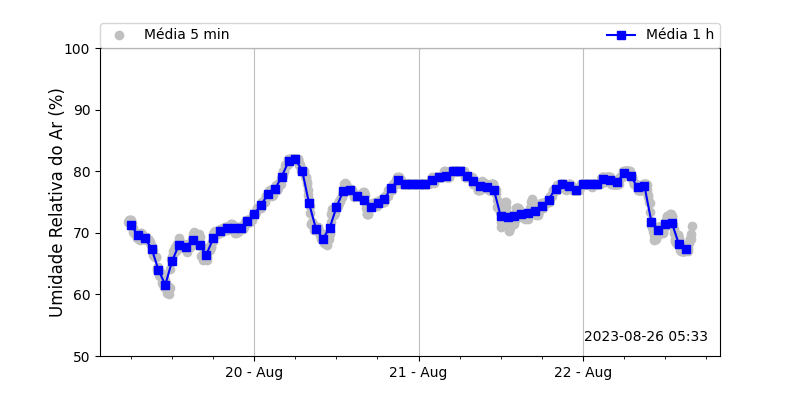 Média 5 min
Média 1 h
Umidade Relativa do Ar (%)
100
90
80
70
60
50
2023-08-26 05:33
20 - Aug
21 - Aug
22 - Aug